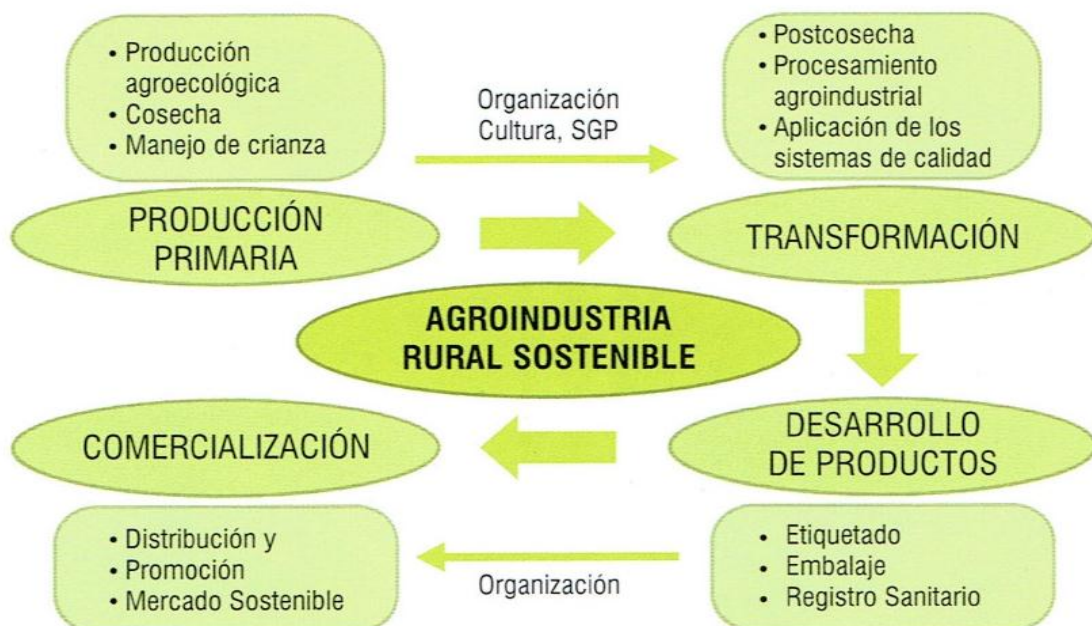 • Producción
agroecológica
• Cosecha
• Manejo de crianza
Organización
Cultura, SGP
• Postcosecha
• Procesamiento
agroindustrial
• Aplicación de los
sistemas de calidad
PRODUCCIÓN
PRIMARIA
TRANSFORMACIÓN
AGROINDUSTRIA
RURAL SOSTENIBLE
COMERCIALIZACIÓN
DESARROLLO
DE PRODUCTOS
• Distribución y
• Promoción
• Mercado Sostenible
Organización
• Etiquetado
• Embalaje
• Registro Sanitario